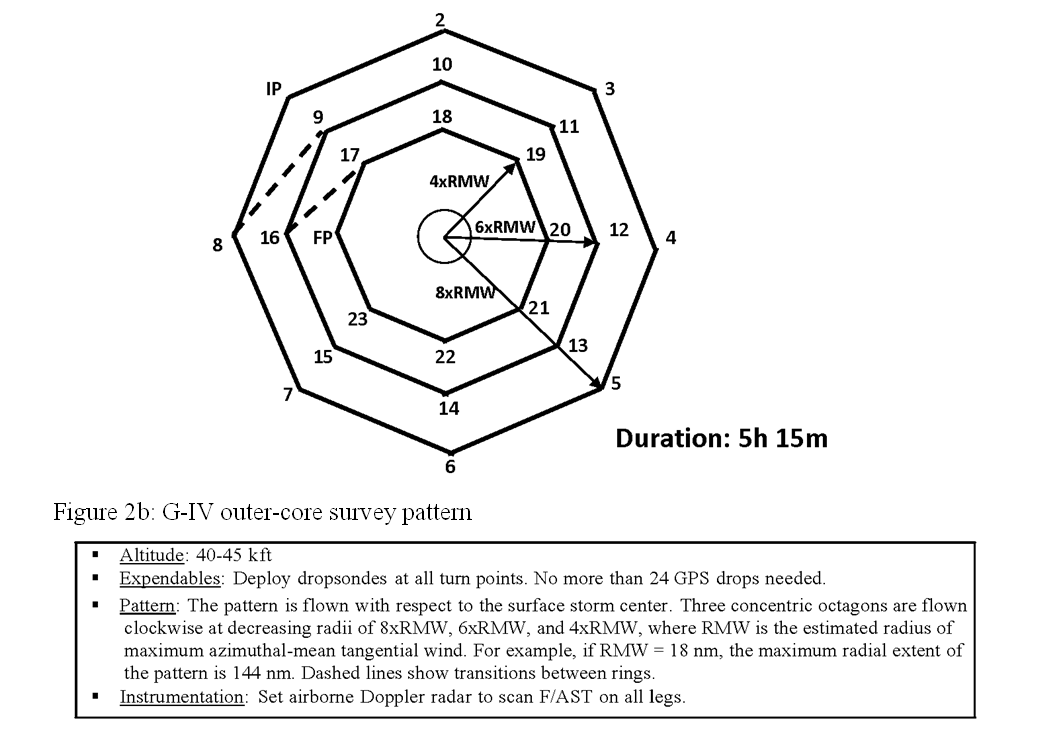 2
10
IP
3
9
18
11
17
19
4xRMW
6xRMW
20
12
8
16
FP
4
8xRMW
21
23
13
15
22
5
7
14
6
Duration: 5h 15m
Figure 2b: G-IV outer-core survey pattern
▪ Altitude: 40-45 kft
▪ Expendables: Deploy dropsondes at all turn points. No more than 24 GPS drops needed.
▪ Pattern: The pattern is flown with respect to the surface storm center. Three concentric octagons are flown
clockwise at decreasing radii of 8xRMW, 6xRMW, and 4xRMW, where RMW is the estimated radius of
maximum azimuthal-mean tangential wind. For example, if RMW = 18 nm, the maximum radial extent of
the pattern is 144 nm. Dashed lines show transitions between rings.
▪ Instrumentation: Set airborne Doppler radar to scan F/AST on all legs.